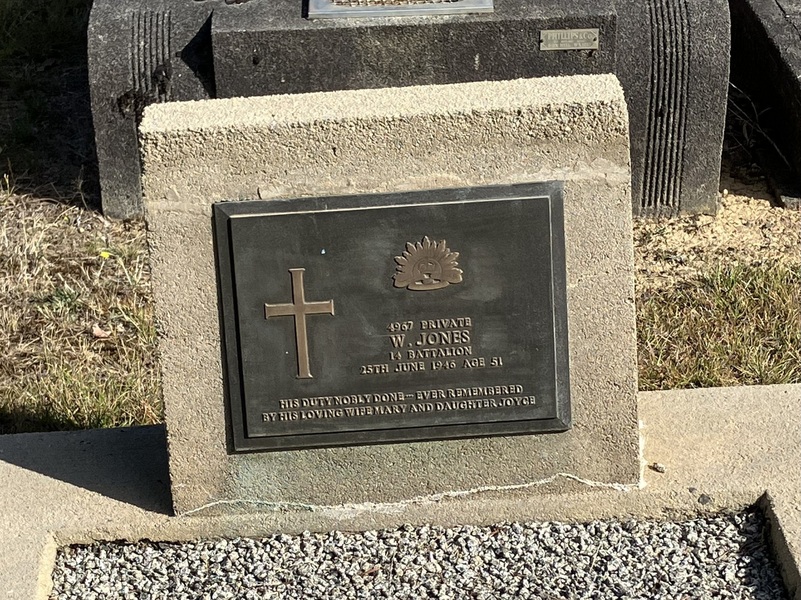 4967 PRIVATE
W. JONES
14 BATTALION
25TH JUNE 1946 AGE 51
HIS DUTY NOBLY DONE — EVER REMEMBERED
BY HIS LOVING WIFE MARY AND DAUGHTER JOYCE